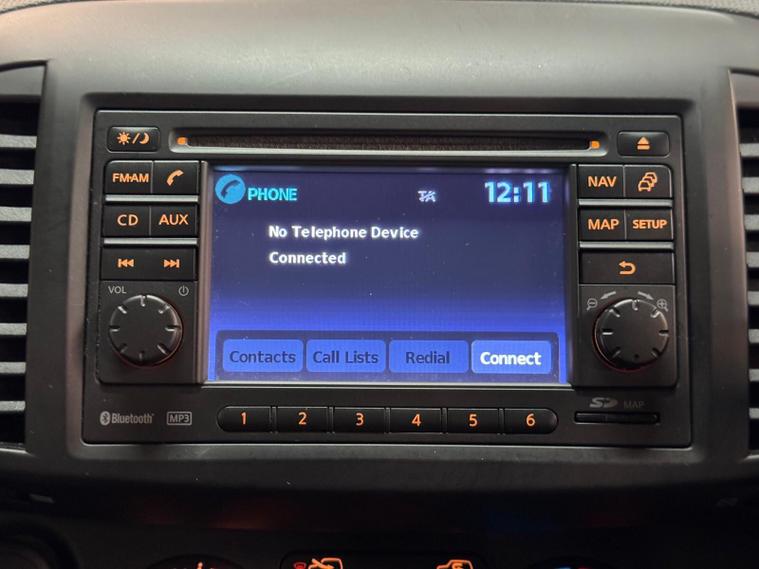 FM·AM
CD AUX
VOL
PHONE
TA
12:11
No Telephone Device
Connected
Contacts Call Lists Redial Connect
NAV
MAP SETUP
Bluetooth MP3
1 2 3 4 5 6
SD MAP